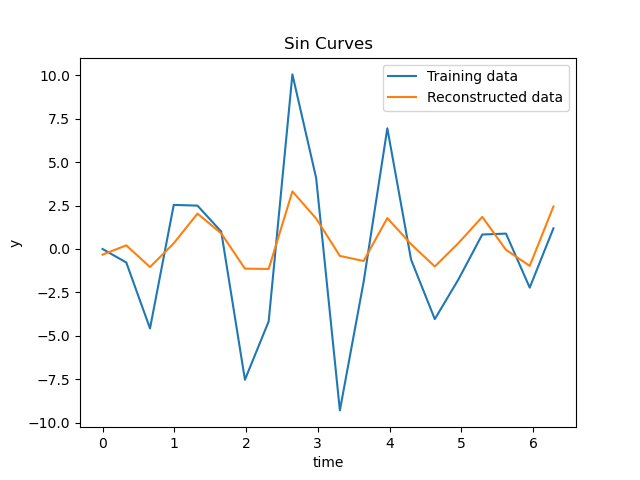 Sin Curves
Training data
Reconstructed data
10.0
7.5
5.0
2.5
0.0
−2.5
−5.0
−7.5
−10.0
y
0 1 2 3 4 5 6
time